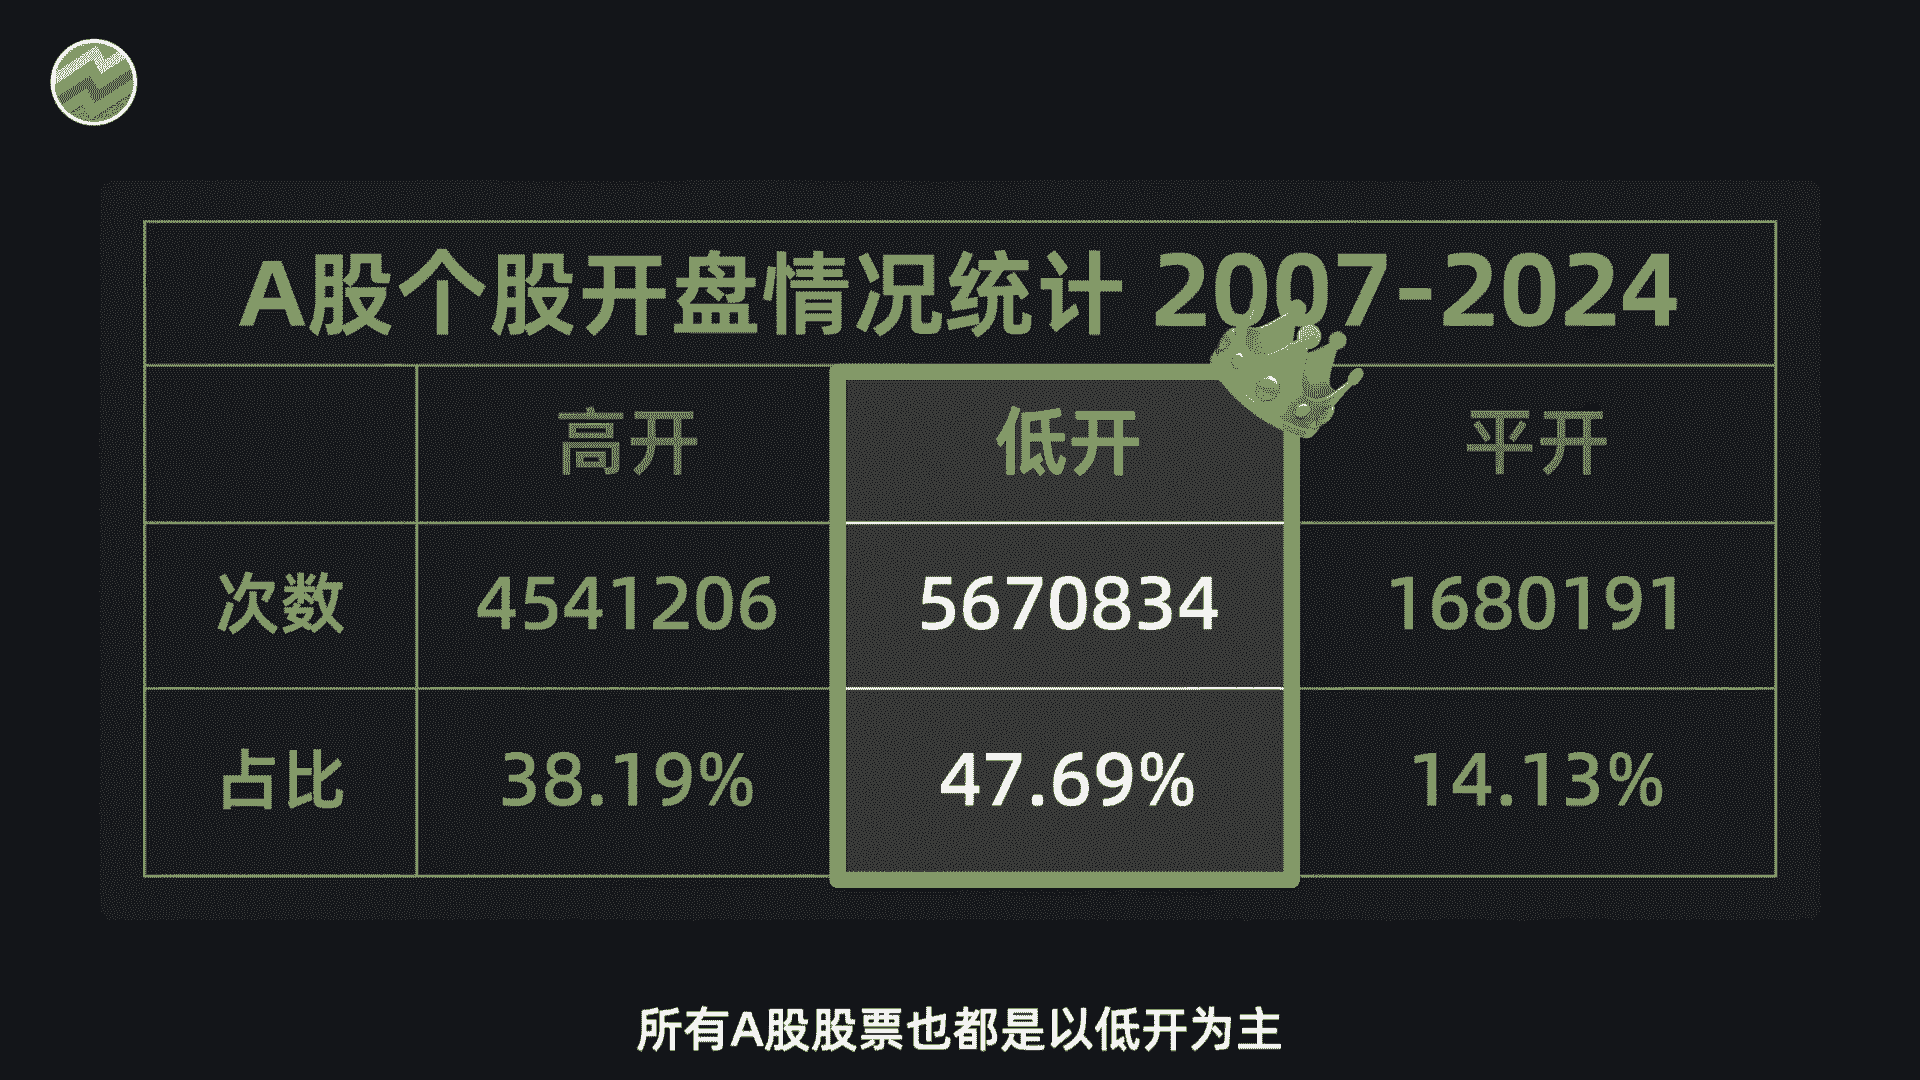 A股个股开盘情况统计 2007-2024
高开 低开 平开
次数 4541206 5670834 1680191
占比 38.19% 47.69% 14.13%
所有A股股票也都是以低开为主